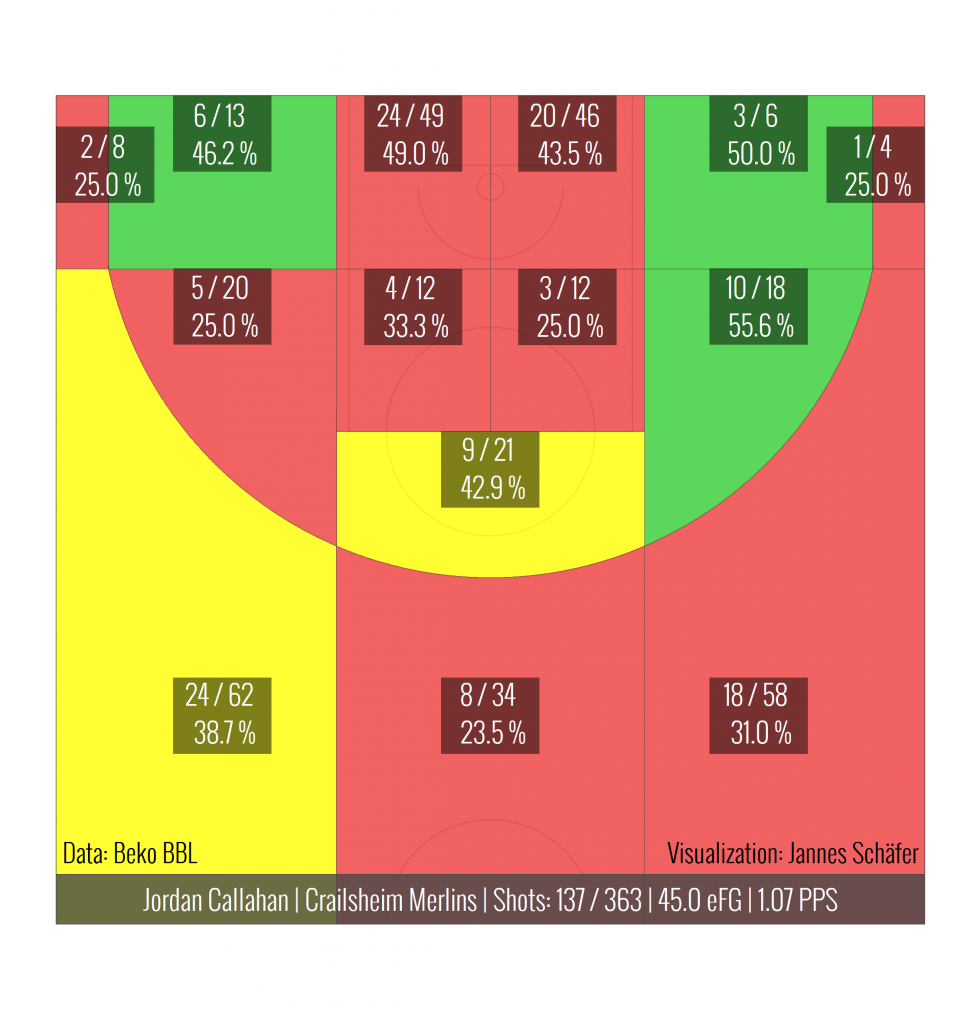 6 / 13
46.2 %
24 / 49
49.0 %
20 / 46
43.5 %
3 / 6
50.0 %
2 / 8
25.0 %
1 / 4
25.0 %
5 / 20
25.0 %
4 / 12
33.3 %
3 / 12
25.0 %
10 / 18
55.6 %
9 / 21
42.9 %
24 / 62
38.7 %
8 / 34
23.5 %
18 / 58
31.0 %
Data: Beko BBL
Visualization: Jannes Schäfer
Jordan Callahan | Crailsheim Merlins | Shots: 137 / 363 | 45.0 eFG | 1.07 PPS